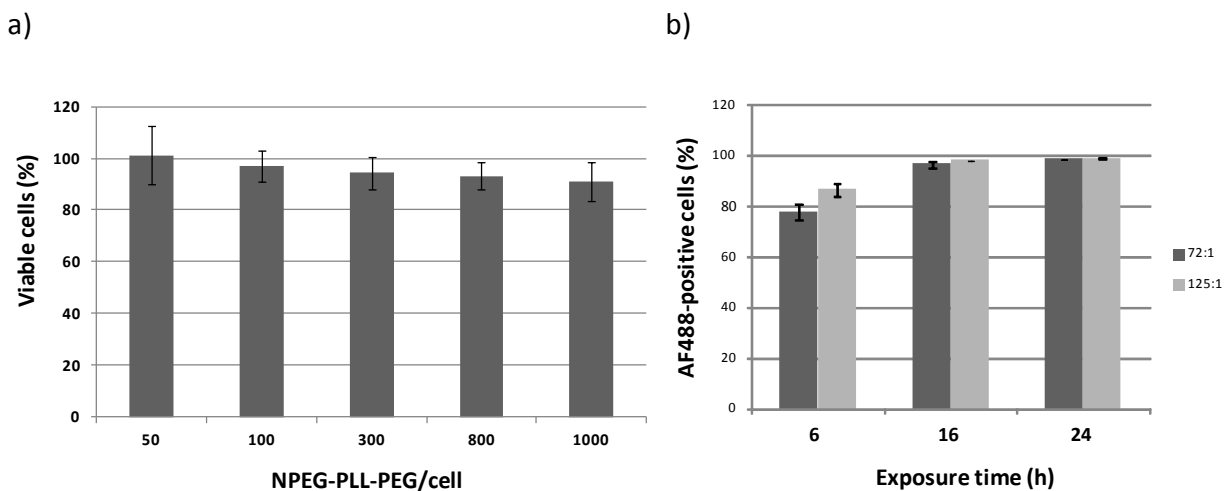 a)
Viable cells (%)
120
100
80
60
40
20
0
50 100 300 800 1000
NPEG-PLL-PEG/cell
b)
AF488-positive cells (%)
120
100
80
60
40
20
0
6 16 24
Exposure time (h)
72:1
125:1